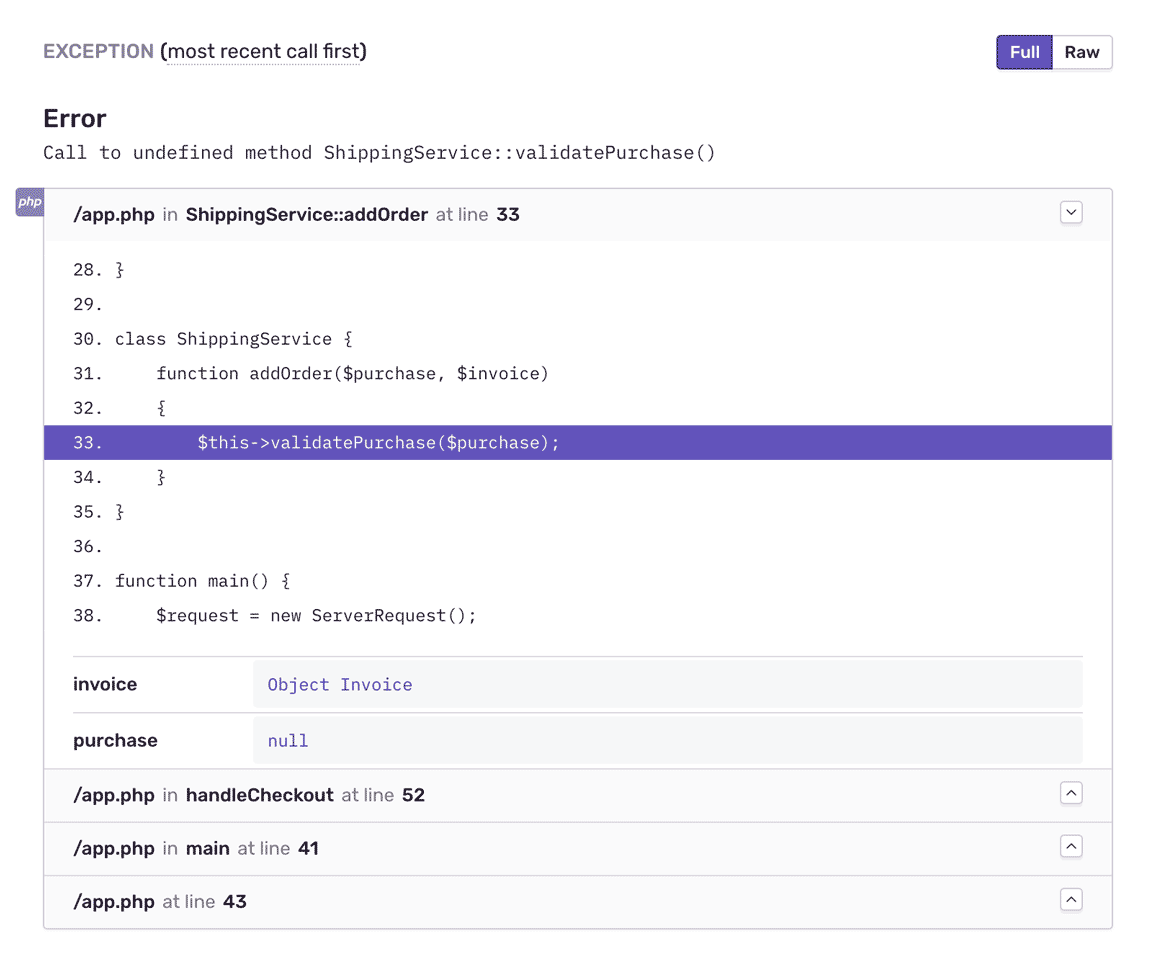 EXCEPTION (most recent call first)
Full Raw
Error
Call to undefined method ShippingService::validatePurchase()
php
/app.php in ShippingService::addOrder at line 33
28. }
29.
30. class ShippingService {
31.     function addOrder($purchase, $invoice)
32.     {
33.         $this->validatePurchase($purchase);
34.     }
35. }
36.
37. function main() {
38.     $request = new ServerRequest();
invoice Object Invoice
purchase null
/app.php in handleCheckout at line 52
/app.php in main at line 41
/app.php at line 43